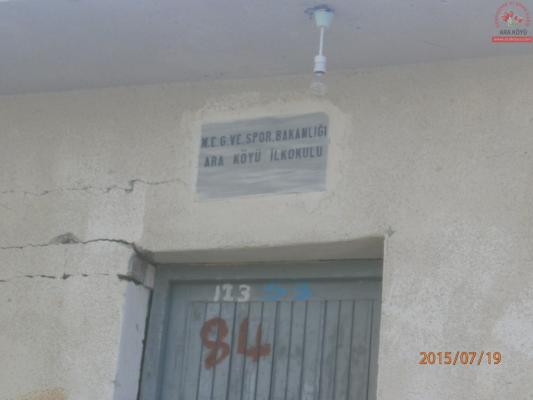 ARA KÖYÜ
M.E.G.VE.SPOR.BAKANLIĞI
ARA KÖYÜ İLKOKULU
123
84
2015/07/19